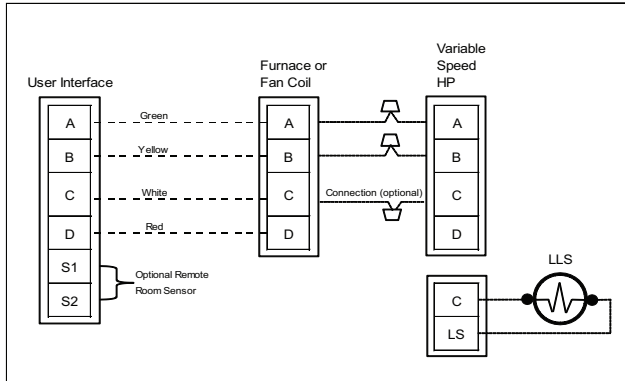 User Interface
Furnace or
Fan Coil
Variable
Speed
HP
A
Green
A
A
B
Yellow
B
B
C
White
C
Connection (optional)
C
D
Red
D
D
S1
S2
Optional Remote
Room Sensor
LLS
C
LS